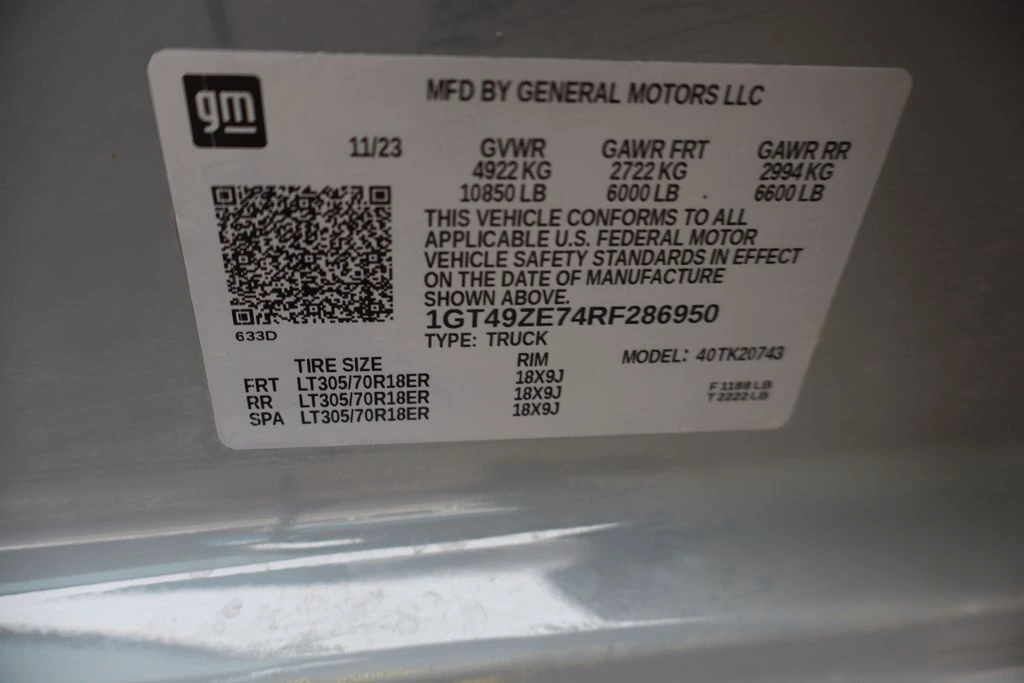 gm
MFD BY GENERAL MOTORS LLC
11/23 GVWR GAWR FRT GAWR RR
4922 KG 2722 KG 2994 KG
10850 LB 6000 LB 6600 LB
THIS VEHICLE CONFORMS TO ALL
APPLICABLE U.S. FEDERAL MOTOR
VEHICLE SAFETY STANDARDS IN EFFECT
ON THE DATE OF MANUFACTURE
SHOWN ABOVE.
1GT49ZE74RF286950
633D
TYPE: TRUCK
TIRE SIZE RIM MODEL: 40TK20743
FRT LT305/70R18ER 18X9J
RR LT305/70R18ER 18X9J
SPA LT305/70R18ER 18X9J
F 1188 LB
T 2222 LB